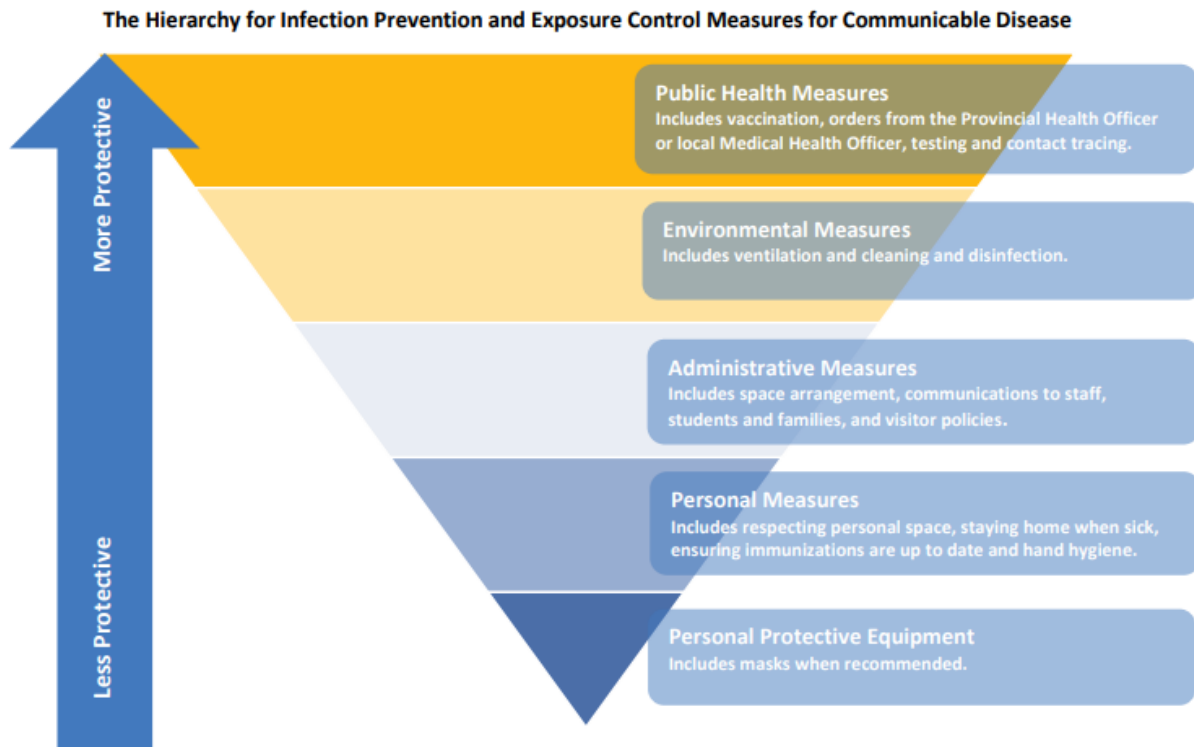 The Hierarchy for Infection Prevention and Exposure Control Measures for Communicable Disease
More Protective
Less Protective
Public Health Measures
Includes vaccination, orders from the Provincial Health Officer
or local Medical Health Officer, testing and contact tracing.
Environmental Measures
Includes ventilation and cleaning and disinfection.
Administrative Measures
Includes space arrangement, communications to staff,
students and families, and visitor policies.
Personal Measures
Includes respecting personal space, staying home when sick,
ensuring immunizations are up to date and hand hygiene.
Personal Protective Equipment
Includes masks when recommended.